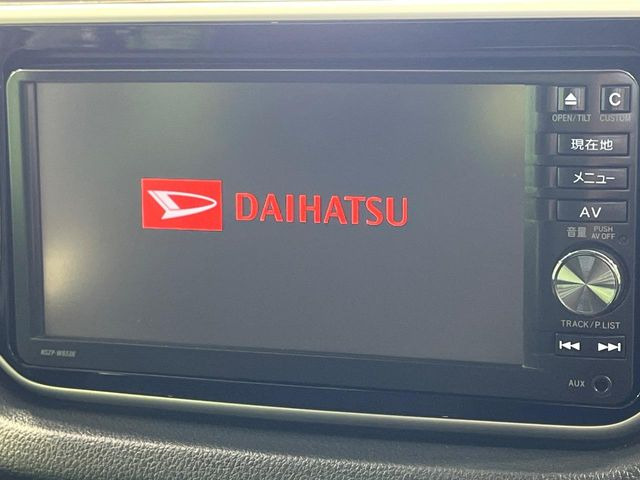 OPEN/TILT
C
CUSTOM
現在地
メニュー
AV
音量 PUSH AV OFF
DAIHATSU
TRACK/P.LIST
AUX